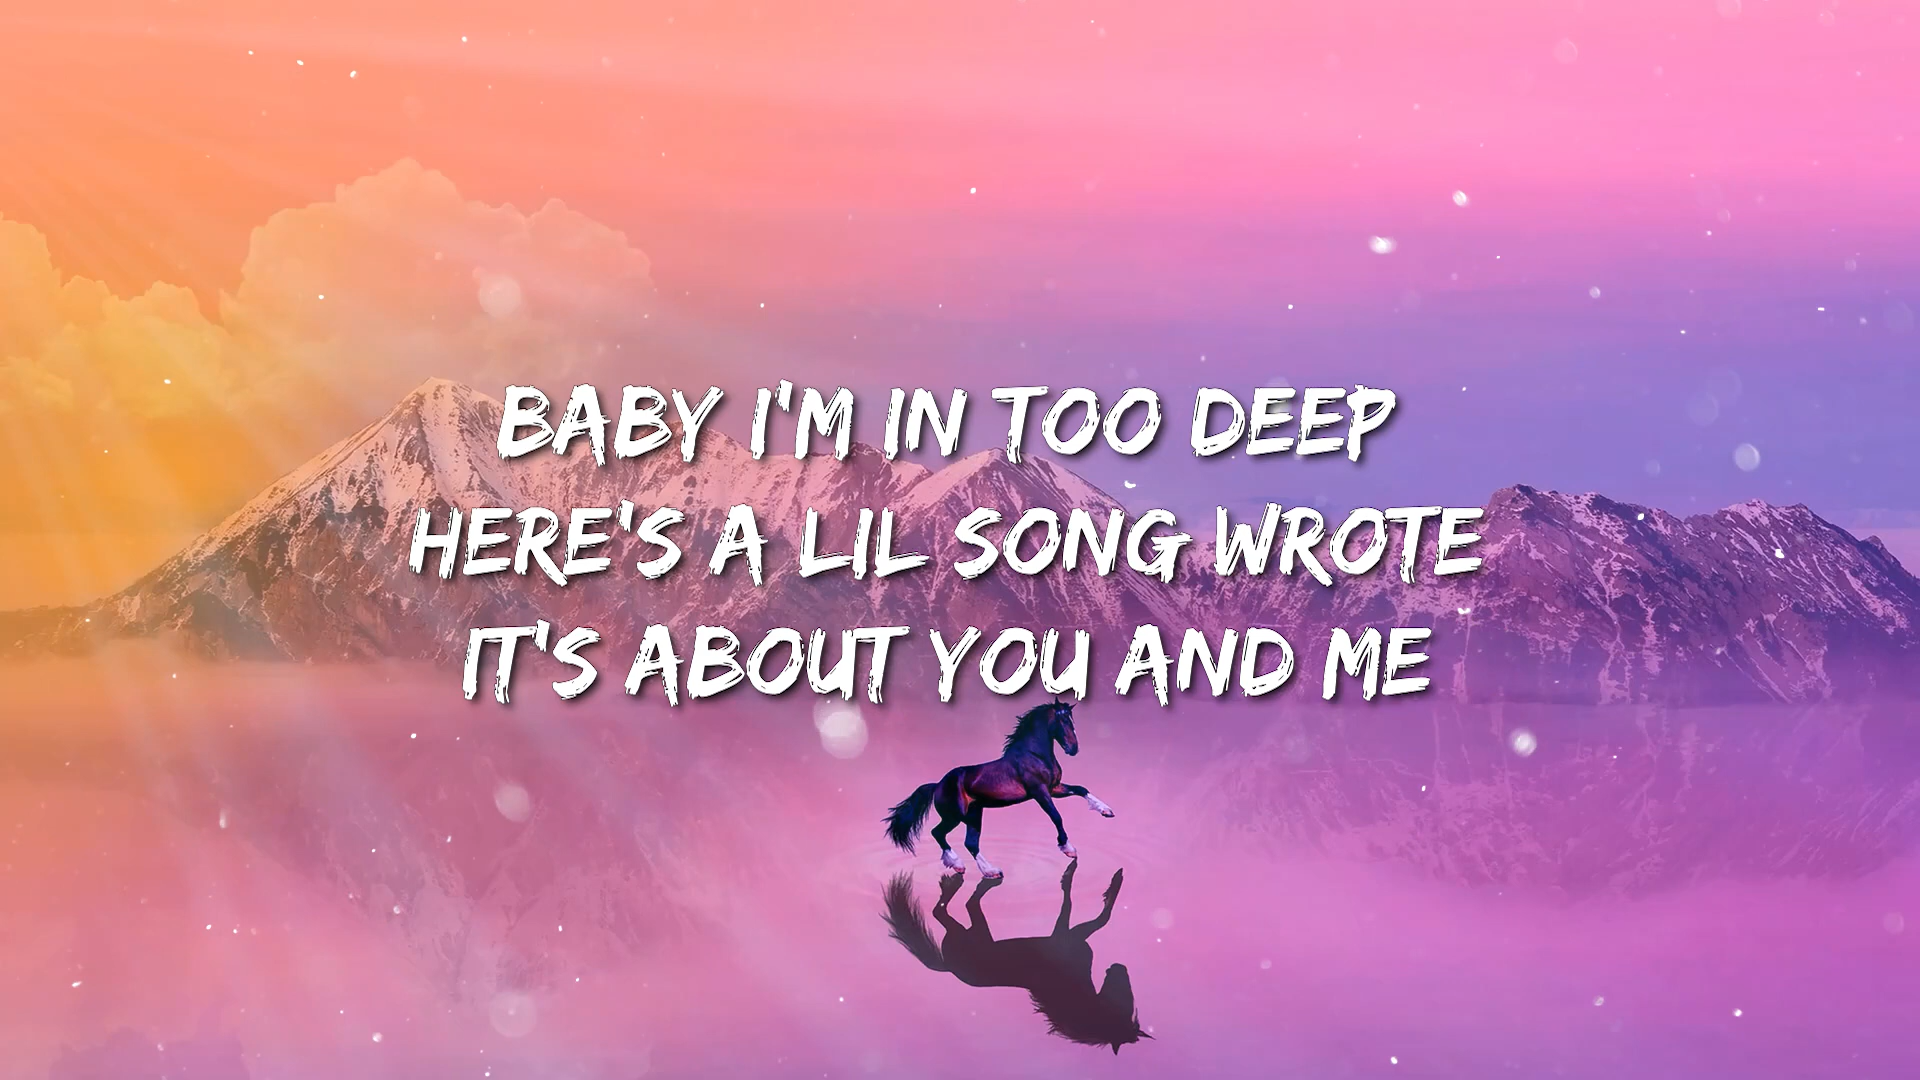 BABY I'M IN TOO DEEP
HERE'S A LIL SONG WROTE
IT'S ABOUT YOU AND ME